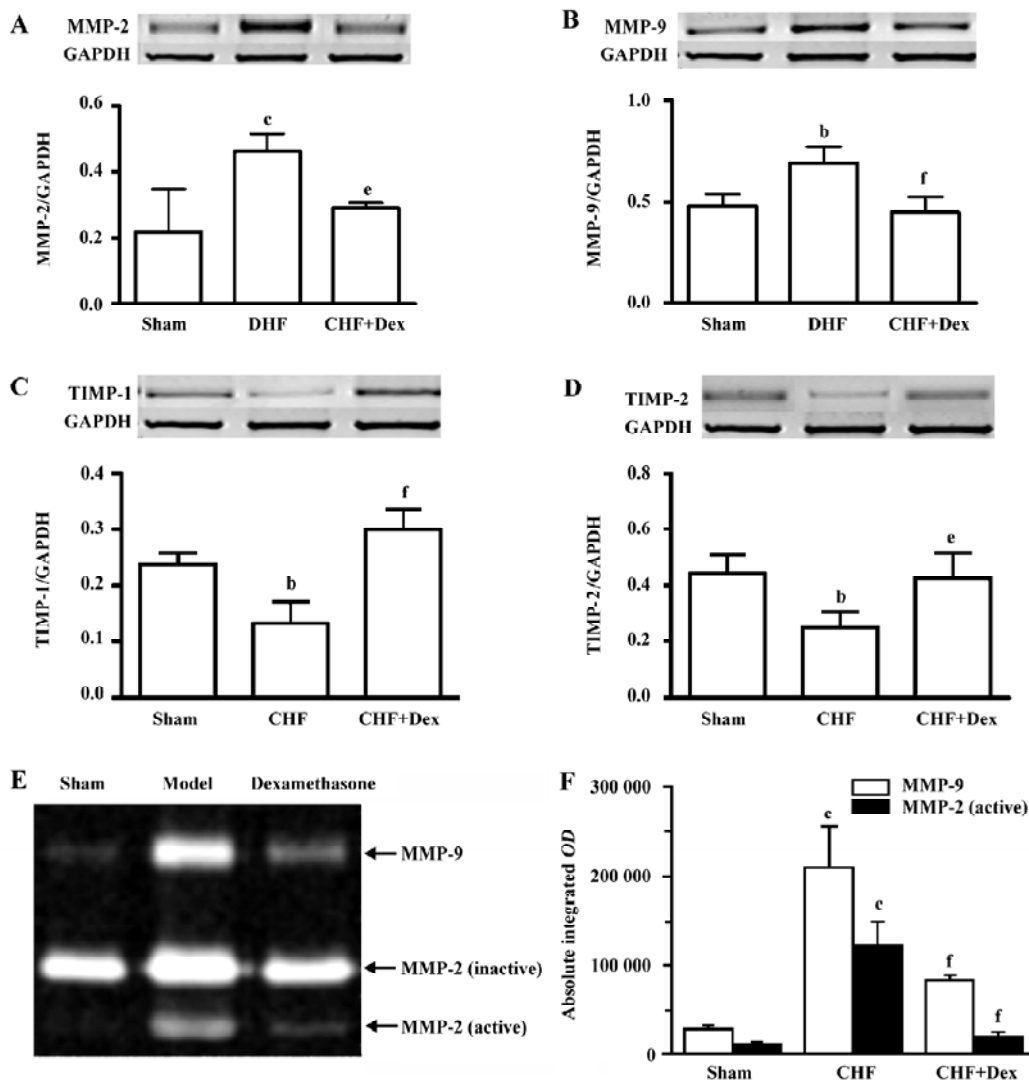 A
MMP-2
GAPDH
MMP-2/GAPDH
0.6
0.4
0.2
0.0
c
e
Sham DHF CHF+Dex
B
MMP-9
GAPDH
MMP-9/GAPDH
1.0
0.5
0.0
b
f
Sham DHF CHF+Dex
C
TIMP-1
GAPDH
TIMP-1/GAPDH
0.4
0.3
0.2
0.1
0.0
b
f
Sham CHF CHF+Dex
D
TIMP-2
GAPDH
TIMP-2/GAPDH
0.8
0.6
0.4
0.2
0.0
b
e
Sham CHF CHF+Dex
E
Sham Model Dexamethasone
MMP-9
MMP-2 (inactive)
MMP-2 (active)
F
MMP-9
MMP-2 (active)
Absolute integrated OD
300 000
200 000
100 000
0
c
c
f
f
Sham CHF CHF+Dex